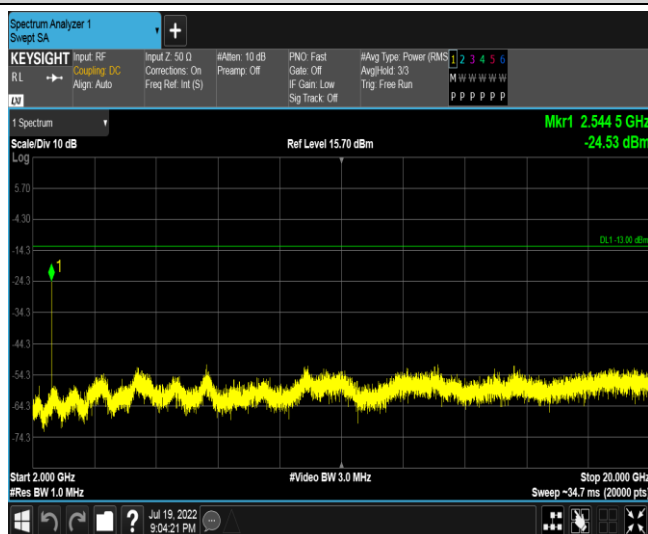 Spectrum Analyzer 1
Swept SA
+
KEYSIGHT
RL
LXI
Input: RF
Coupling: DC
Align: Auto
Input Z: 50 Ω
Corrections: On
Freq Ref: Int (S)
#Atten: 10 dB
Preamp: Off
PNO: Fast
Gate: Off
IF Gain: Low
Sig Track: Off
#Avg Type: Power (RMS
Avg|Hold: 3/3
Trig: Free Run
1 2 3 4 5 6
M W W W W W
P P P P P P
1 Spectrum
Scale/Div 10 dB
Ref Level 15.70 dBm
Mkr1 2.544 5 GHz
-24.53 dBm
Log
5.70
-4.30
DL1 -13.00 dBm
-14.3
1
-24.3
-34.3
-44.3
-54.3
-64.3
-74.3
Start 2.000 GHz
#Video BW 3.0 MHz
Stop 20.000 GHz
#Res BW 1.0 MHz
Sweep ~34.7 ms (20000 pts)
?
Jul 19, 2022
9:04:21 PM